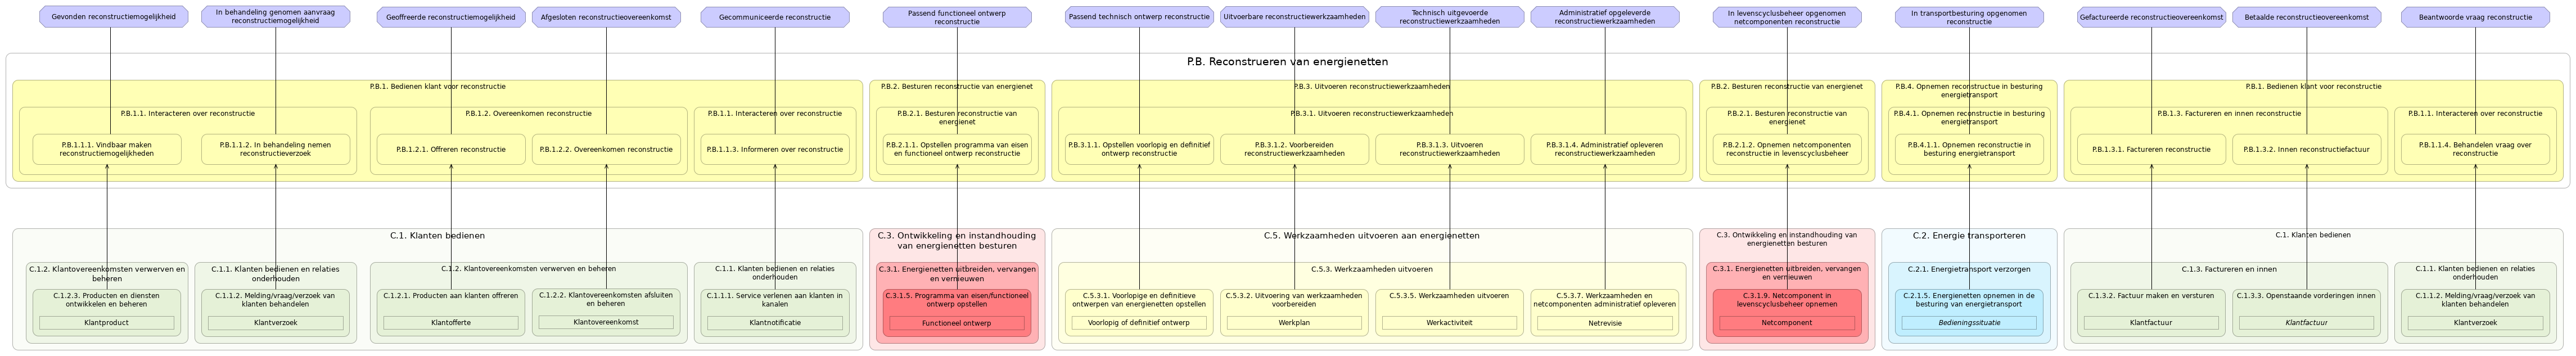 Gevonden reconstructiemogelijkheid
In behandeling genomen aanvraag
reconstructiemogelijkheid
Geoffreerde reconstructiemogelijkheid
Afgesloten reconstructieovereenkomst
Gecommuniceerde reconstructie
Passend functioneel ontwerp
reconstructie
Passend technisch ontwerp reconstructie
Uitvoerbare reconstructiewerkzaamheden
Technisch uitgevoerde
reconstructiewerkzaamheden
Administratief opgeleverde
reconstructiewerkzaamheden
In levenscyclusbeheer opgenomen
netcomponenten reconstructie
In transportbesturing opgenomen
reconstructie
Gefactureerde reconstructieovereenkomst
Betaalde reconstructieovereenkomst
Beantwoorde vraag reconstructie
P.B. Reconstrueren van energienetten
P.B.1. Bedienen klant voor reconstructie
P.B.2. Besturen reconstructie van energienet
P.B.3. Uitvoeren reconstructiewerkzaamheden
P.B.2. Besturen reconstructie van energienet
P.B.4. Opnemen reconstructue in besturing
energietransport
P.B.1. Bedienen klant voor reconstructie
P.B.1.1. Interacteren over reconstructie
P.B.1.2. Overeenkomen reconstructie
P.B.1.1. Interacteren over reconstructie
P.B.2.1. Besturen reconstructie van
energienet
P.B.3.1. Uitvoeren reconstructiewerkzaamheden
P.B.2.1. Besturen reconstructie van
energienet
P.B.4.1. Opnemen reconstructie in besturing
energietransport
P.B.1.3. Factureren en innen reconstructie
P.B.1.1. Interacteren over reconstructie
P.B.1.1.1. Vindbaar maken
reconstructiemogelijkheden
P.B.1.1.2. In behandeling nemen
reconstructieverzoek
P.B.1.2.1. Offreren reconstructie
P.B.1.2.2. Overeenkomen reconstructie
P.B.1.1.3. Informeren over reconstructie
P.B.2.1.1. Opstellen programma van eisen
en functioneel ontwerp reconstructie
P.B.3.1.1. Opstellen voorlopig en definitief
ontwerp reconstructie
P.B.3.1.2. Voorbereiden
reconstructiewerkzaamheden
P.B.3.1.3. Uitvoeren
reconstructiewerkzaamheden
P.B.3.1.4. Administratief opleveren
reconstructiewerkzaamheden
P.B.2.1.2. Opnemen netcomponenten
reconstructie in levenscyclusbeheer
P.B.4.1.1. Opnemen reconstructie in
besturing energietransport
P.B.1.3.1. Factureren reconstructie
P.B.1.3.2. Innen reconstructiefactuur
P.B.1.1.4. Behandelen vraag over
reconstructie
C.1. Klanten bedienen
C.3. Ontwikkeling en instandhouding
van energienetten besturen
C.5. Werkzaamheden uitvoeren aan energienetten
C.3. Ontwikkeling en instandhouding van
energienetten besturen
C.2. Energie transporteren
C.1. Klanten bedienen
C.1.2. Klantovereenkomsten verwerven en
beheren
C.1.1. Klanten bedienen en relaties
onderhouden
C.1.2. Klantovereenkomsten verwerven en beheren
C.1.1. Klanten bedienen en relaties
onderhouden
C.3.1. Energienetten uitbreiden, vervangen
en vernieuwen
C.5.3. Werkzaamheden uitvoeren
C.3.1. Energienetten uitbreiden, vervangen
en vernieuwen
C.2.1. Energietransport verzorgen
C.1.3. Factureren en innen
C.1.1. Klanten bedienen en relaties
onderhouden
C.1.2.3. Producten en diensten
ontwikkelen en beheren
C.1.1.2. Melding/vraag/verzoek van
klanten behandelen
C.1.2.1. Producten aan klanten offreren
C.1.2.2. Klantovereenkomsten afsluiten
en beheren
C.1.1.1. Service verlenen aan klanten in
kanalen
C.3.1.5. Programma van eisen/functioneel
ontwerp opstellen
C.5.3.1. Voorlopige en definitieve
ontwerpen van energienetten opstellen
C.5.3.2. Uitvoering van werkzaamheden
voorbereiden
C.5.3.5. Werkzaamheden uitvoeren
C.5.3.7. Werkzaamheden en
netcomponenten administratief opleveren
C.3.1.9. Netcomponent in
levenscyclusbeheer opnemen
C.2.1.5. Energienetten opnemen in de
besturing van energietransport
C.1.3.2. Factuur maken en versturen
C.1.3.3. Openstaande vorderingen innen
C.1.1.2. Melding/vraag/verzoek van
klanten behandelen
Klantproduct
Klantverzoek
Klantofferte
Klantovereenkomst
Klantnotificatie
Functioneel ontwerp
Voorlopig of definitief ontwerp
Werkplan
Werkactiviteit
Netrevisie
Netcomponent
Bedieningssituatie
Klantfactuur
Klantfactuur
Klantverzoek